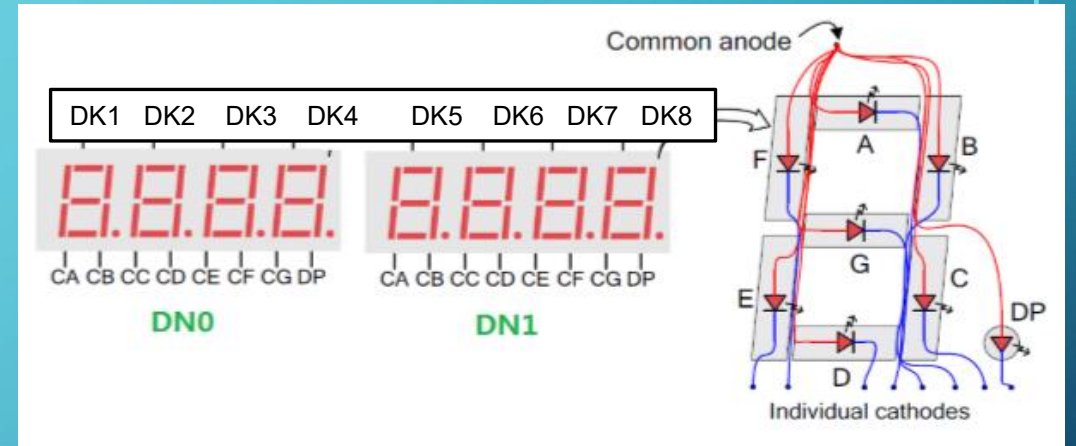 Common anode
DK1 DK2 DK3 DK4 DK5 DK6 DK7 DK8
A
B
F
G
E
C
DP
D
CA CB CC CD CE CF CG DP
CA CB CC CD CE CF CG DP
DN0
DN1
Individual cathodes